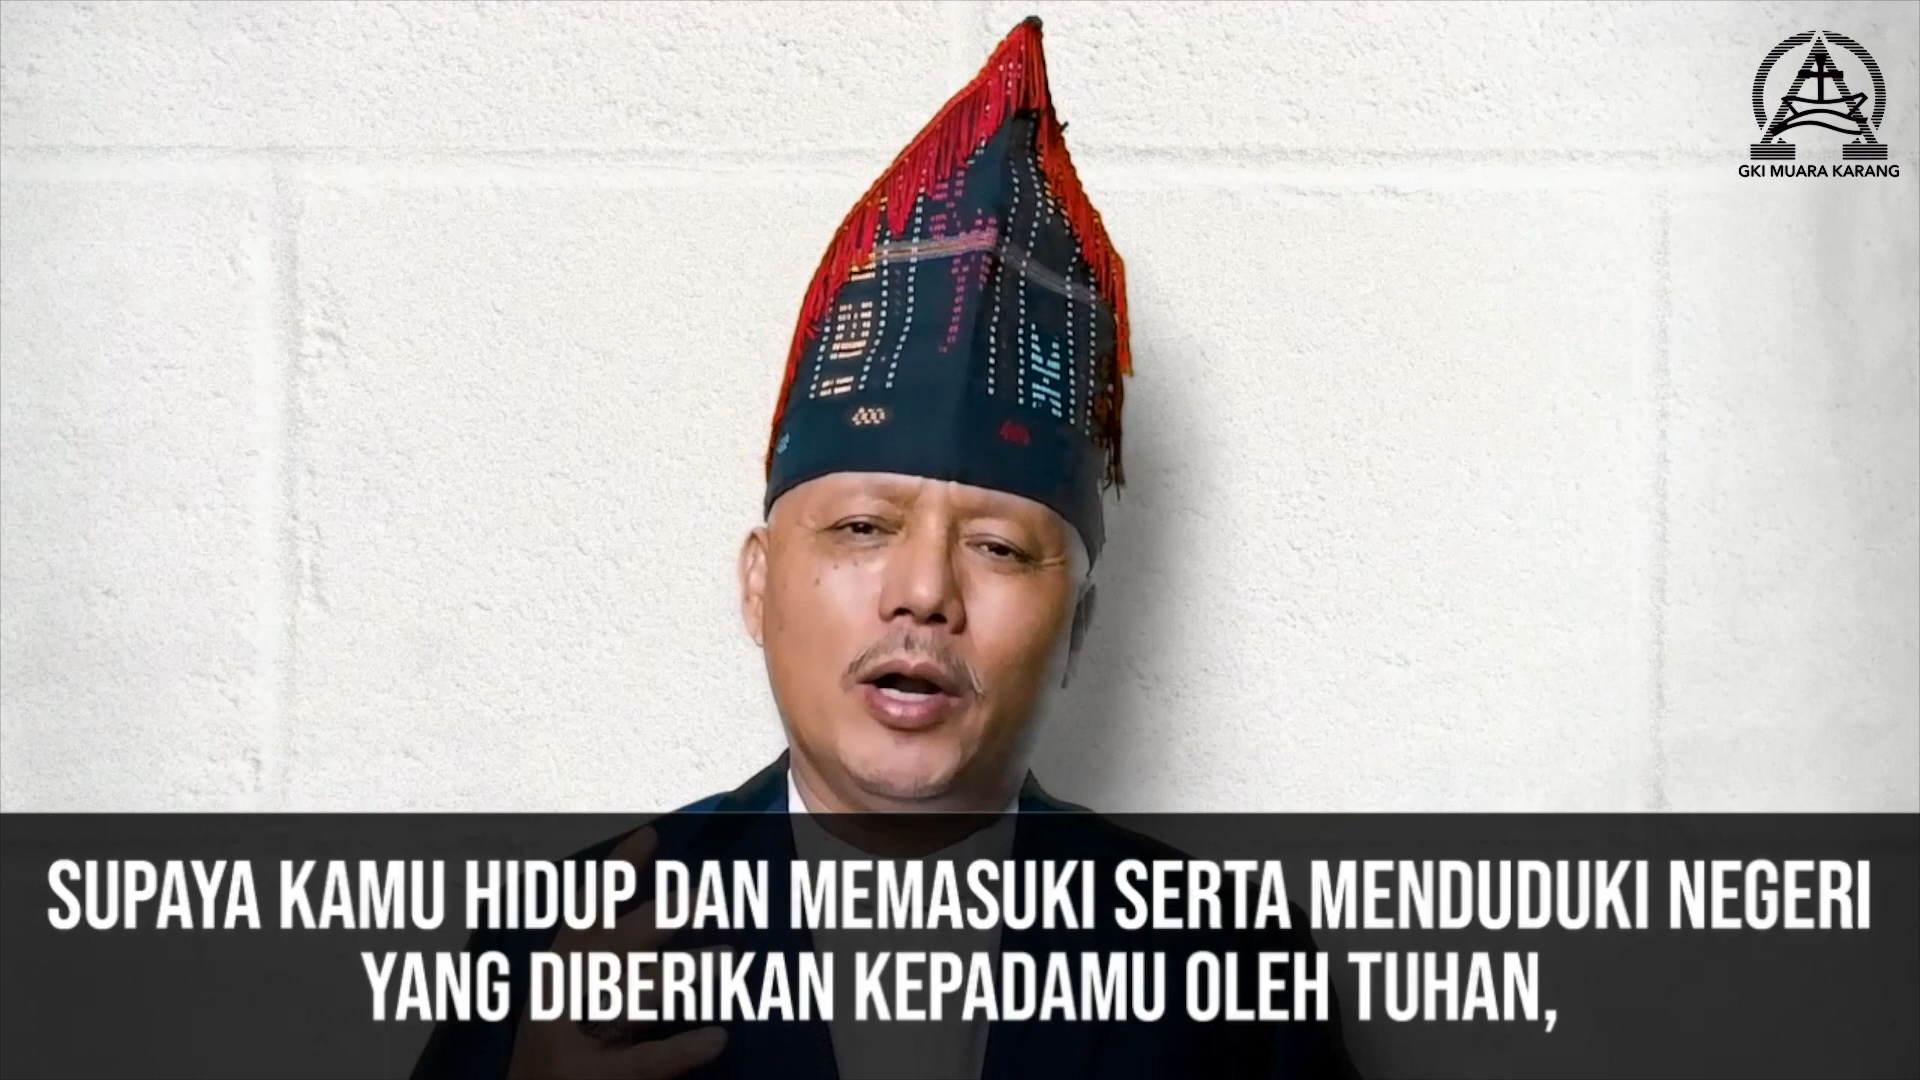 GKI MUARA KARANG
SUPAYA KAMU HIDUP DAN MEMASUKI SERTA MENDUDUKI NEGERI
YANG DIBERIKAN KEPADAMU OLEH TUHAN,